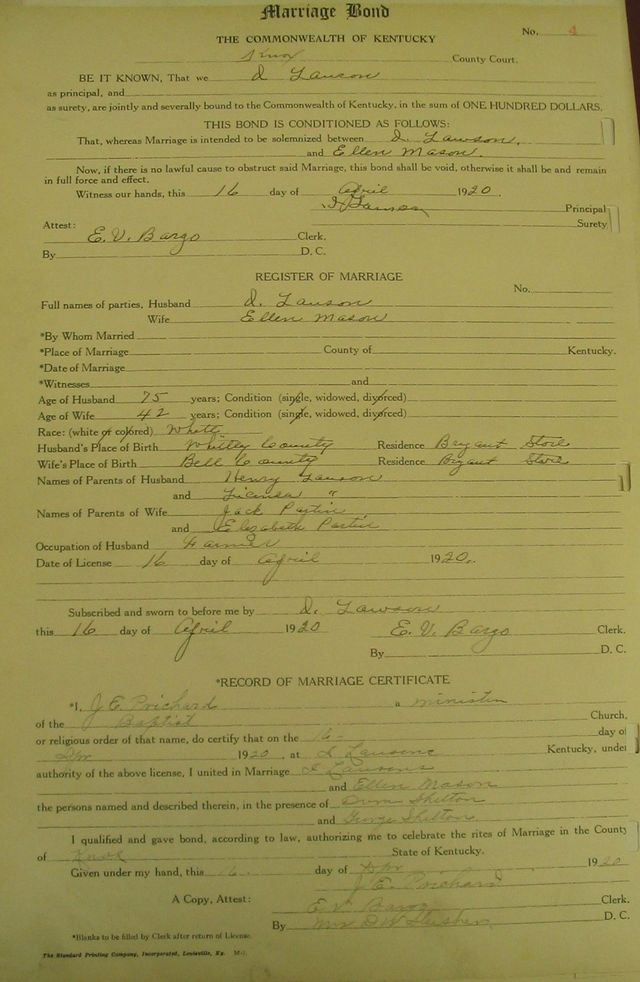 Marriage Bond
No. 4
THE COMMONWEALTH OF KENTUCKY
Knox County Court.
BE IT KNOWN, That we D Lawson
as principal, and
as surety, are jointly and severally bound to the Commonwealth of Kentucky, in the sum of ONE HUNDRED DOLLARS.
THIS BOND IS CONDITIONED AS FOLLOWS:
That, whereas Marriage is intended to be solemnized between D. Lawson,
and Ellen Mason.
Now, if there is no lawful cause to obstruct said Marriage, this bond shall be void, otherwise it shall be and remain
in full force and effect.
Witness our hands, this 16 day of April 1920.
D Lawson Principal
Attest: Surety
E. V. Bargo Clerk.
By D. C.
REGISTER OF MARRIAGE
No.
Full names of parties, Husband D. Lawson
Wife Ellen Mason
*By Whom Married
*Place of Marriage County of Kentucky.
*Date of Marriage
*Witnesses and
Age of Husband 75 years; Condition (single, widowed, divorced)
Age of Wife 42 years; Condition (single, widowed, divorced)
Race: (white or colored) White
Husband's Place of Birth Whitley County Residence Bryant Store
Wife's Place of Birth Bell County Residence Bryant Store
Names of Parents of Husband Henry Lawson
and "
Names of Parents of Wife Jack Partin
and Elizabeth Partin
Occupation of Husband Farmer
Date of License 16 day of April 1920.
Subscribed and sworn to before me by D. Lawson
this 16 day of April 1920 E. V. Bargo Clerk.
By D. C.
*RECORD OF MARRIAGE CERTIFICATE
*I, J E Prichard a minister
of the Baptist Church,
or religious order of that name, do certify that on the 16 day of
Apr 1920, at Kentucky, under
authority of the above license, I united in Marriage
and Ellen Mason
the persons named and described therein, in the presence of Shelton
and George Shelton
I qualified and gave bond, according to law, authorizing me to celebrate the rites of Marriage in the County
of Knox State of Kentucky.
Given under my hand, this 16 day of Apr 1920
J. E. Prichard
A Copy, Attest: E V Bargo Clerk.
By D. C.
*Blanks to be filled by Clerk after return of License.
The Standard Printing Company, Incorporated, Louisville, Ky.